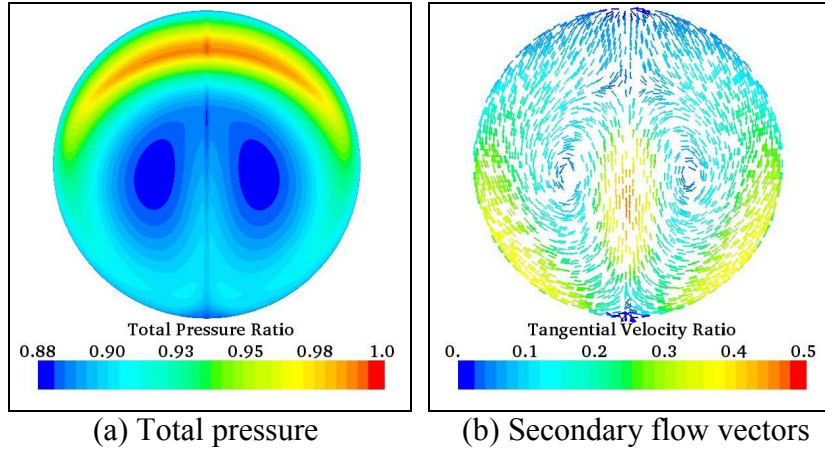 Total Pressure Ratio
0.88 0.90 0.93 0.95 0.98 1.0
(a) Total pressure
Tangential Velocity Ratio
0. 0.1 0.2 0.3 0.4 0.5
(b) Secondary flow vectors